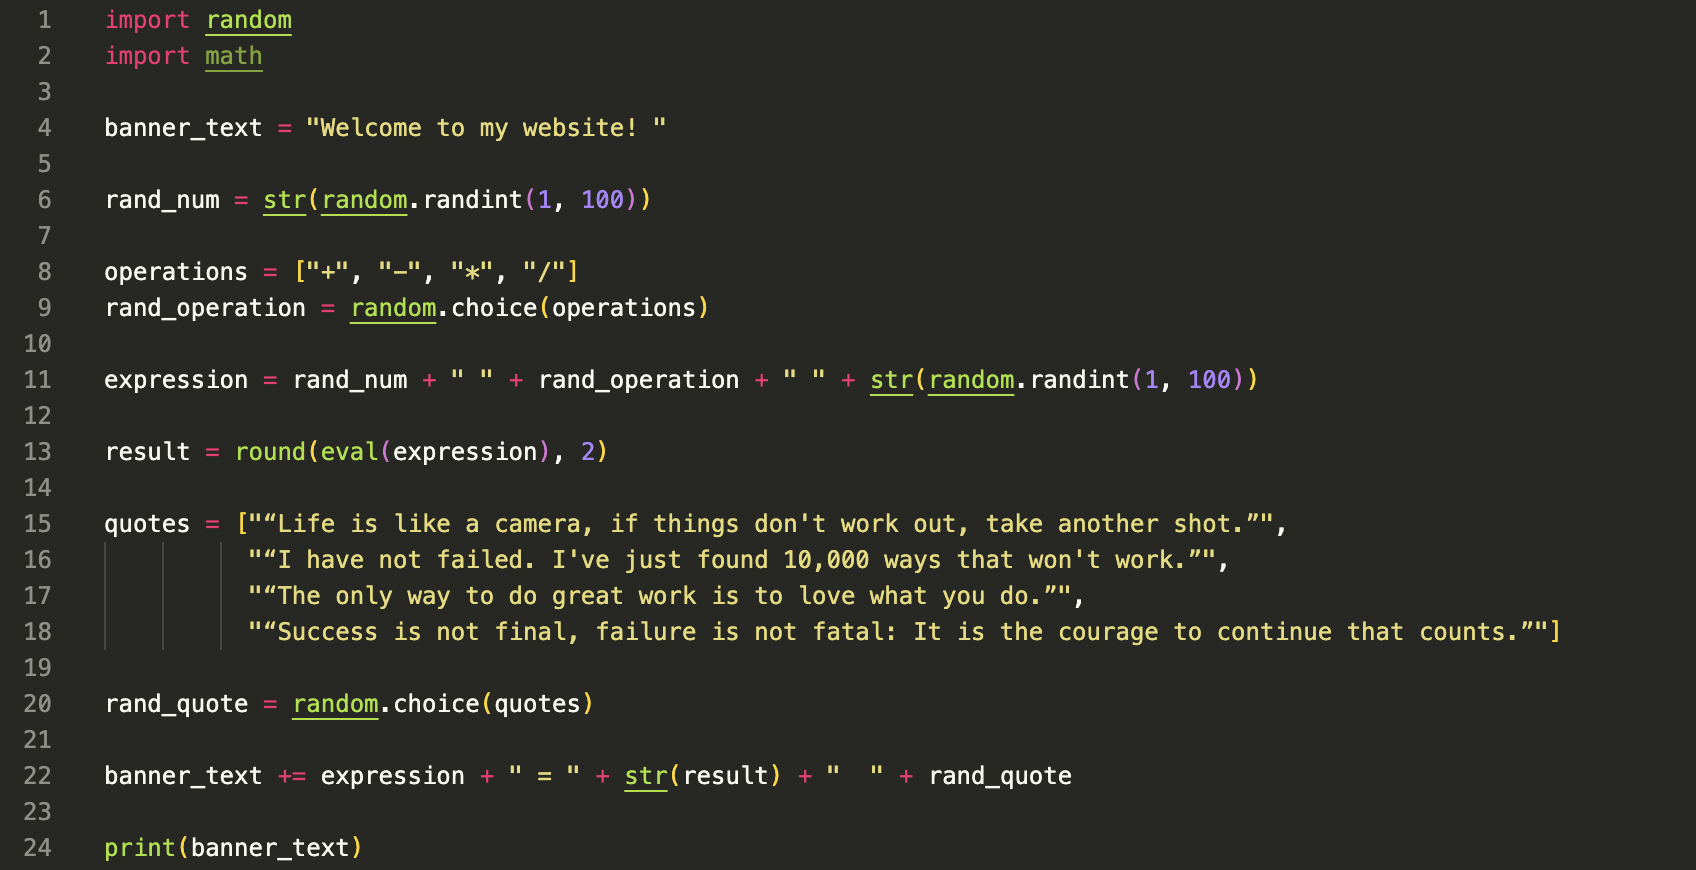 1 import random
2 import math
3
4 banner_text = "Welcome to my website! "
5
6 rand_num = str(random.randint(1, 100))
7
8 operations = ["+", "-", "*", "/"]
9 rand_operation = random.choice(operations)
10
11 expression = rand_num + " " + rand_operation + " " + str(random.randint(1, 100))
12
13 result = round(eval(expression), 2)
14
15 quotes = ["“Life is like a camera, if things don't work out, take another shot.”",
16           "“I have not failed. I've just found 10,000 ways that won't work.”",
17           "“The only way to do great work is to love what you do.”",
18           "“Success is not final, failure is not fatal: It is the courage to continue that counts.”"]
19
20 rand_quote = random.choice(quotes)
21
22 banner_text += expression + " = " + str(result) + "  " + rand_quote
23
24 print(banner_text)